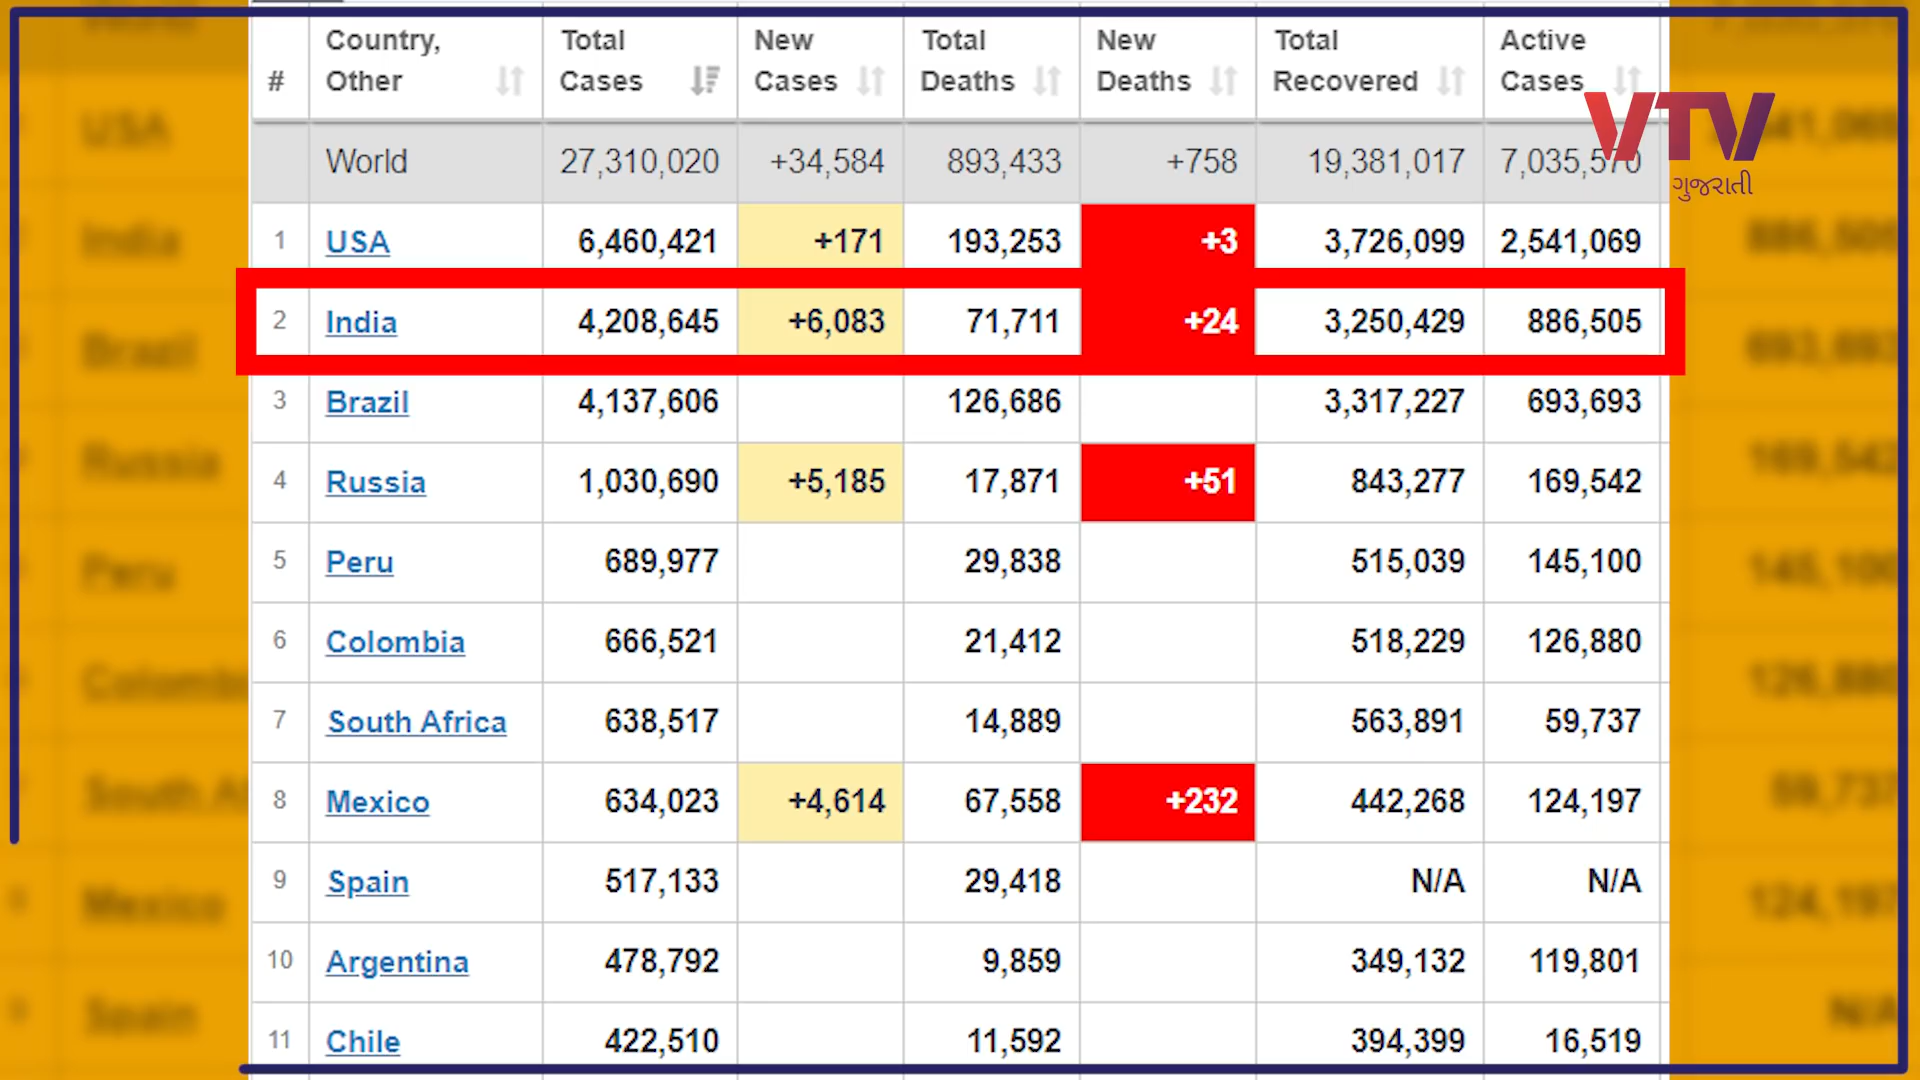 # Country, Other Total Cases New Cases Total Deaths New Deaths Total Recovered Active Cases
World 27,310,020 +34,584 893,433 +758 19,381,017 7,035,570
VTV
ગુજરાતી
1 USA 6,460,421 +171 193,253 +3 3,726,099 2,541,069
2 India 4,208,645 +6,083 71,711 +24 3,250,429 886,505
3 Brazil 4,137,606 126,686 3,317,227 693,693
4 Russia 1,030,690 +5,185 17,871 +51 843,277 169,542
5 Peru 689,977 29,838 515,039 145,100
6 Colombia 666,521 21,412 518,229 126,880
7 South Africa 638,517 14,889 563,891 59,737
8 Mexico 634,023 +4,614 67,558 +232 442,268 124,197
9 Spain 517,133 29,418 N/A N/A
10 Argentina 478,792 9,859 349,132 119,801
11 Chile 422,510 11,592 394,399 16,519